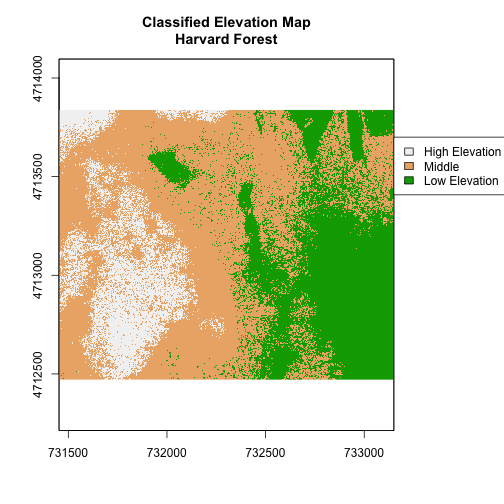 Classified Elevation Map
Harvard Forest
4714000
4713500
4713000
4712500
731500
732000
732500
733000
High Elevation
Middle
Low Elevation